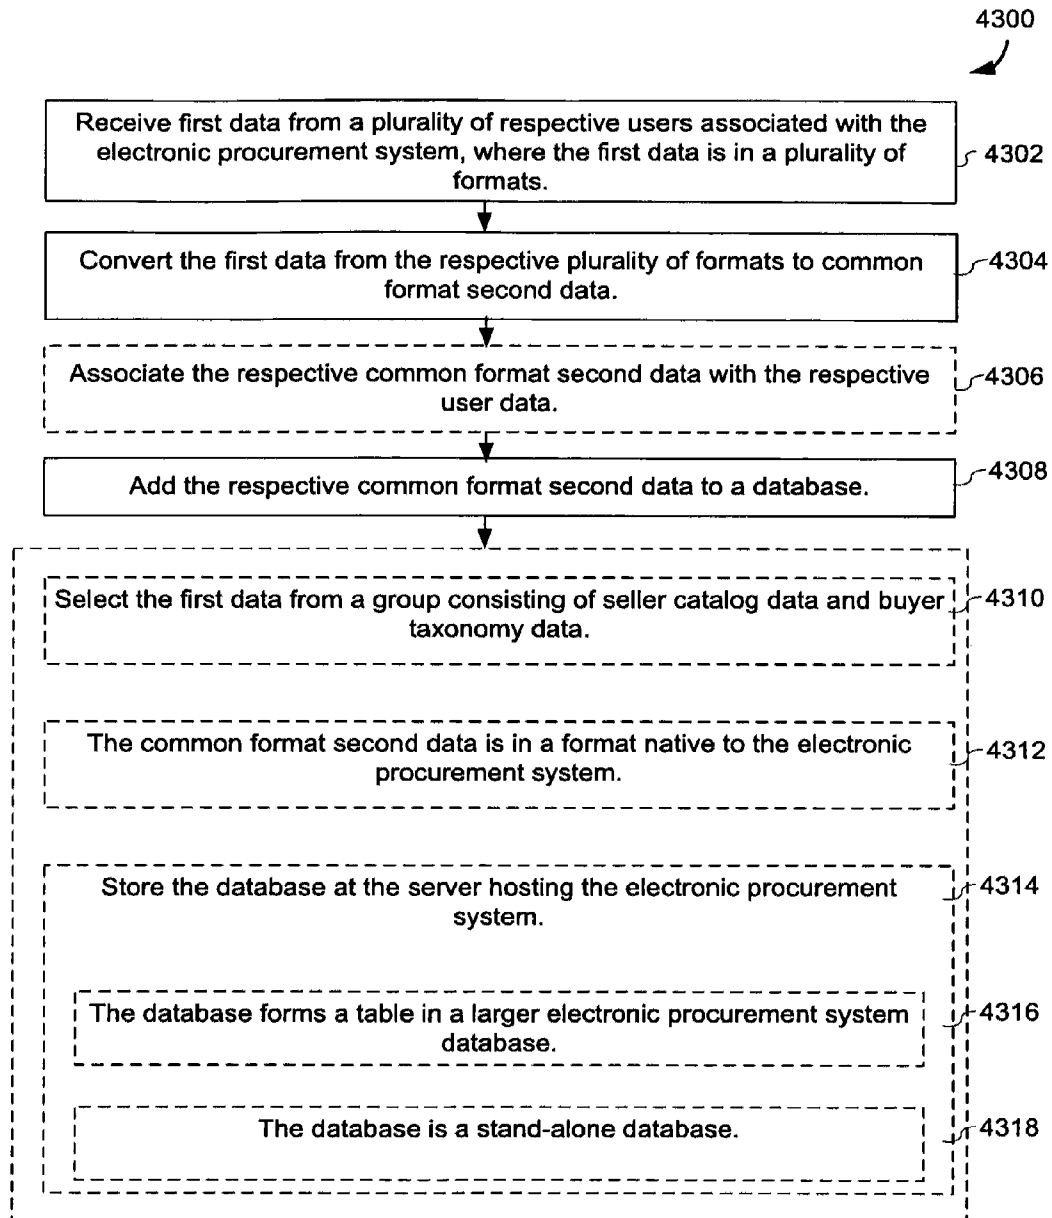 4300
Receive first data from a plurality of respective users associated with the
electronic procurement system, where the first data is in a plurality of
formats.
4302
Convert the first data from the respective plurality of formats to common
format second data.
4304
Associate the respective common format second data with the respective
user data.
4306
Add the respective common format second data to a database.
4308
Select the first data from a group consisting of seller catalog data and buyer
taxonomy data.
4310
The common format second data is in a format native to the electronic
procurement system.
4312
Store the database at the server hosting the electronic procurement
system.
4314
The database forms a table in a larger electronic procurement system
database.
4316
The database is a stand-alone database.
4318